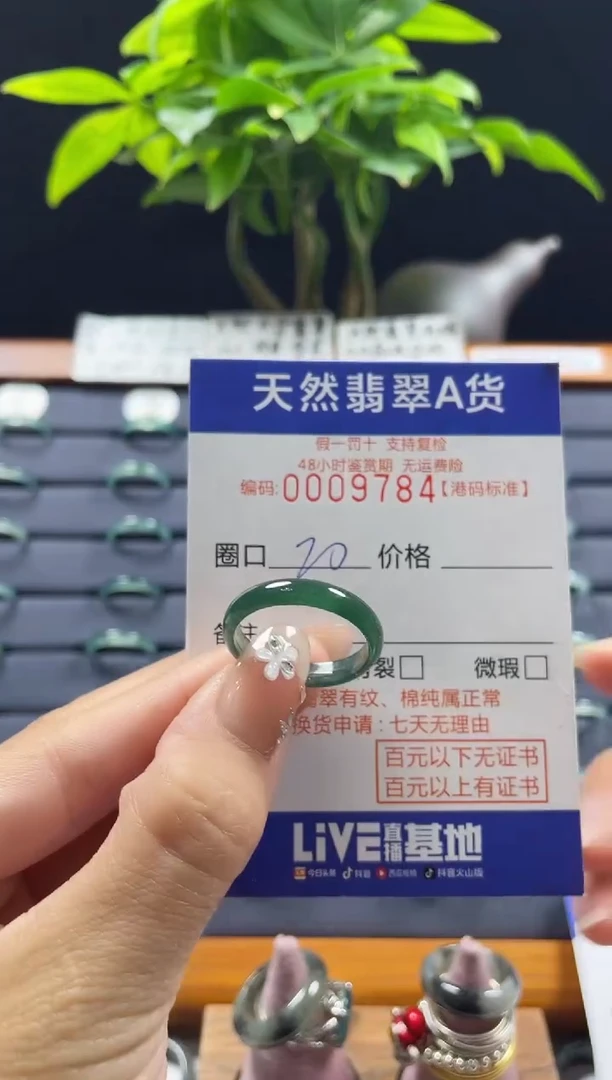 天然翡翠A货
假一罚十 支持复检
48小时鉴赏期 无运费险
编码:0009784【港码标准】
圈口 20 价格
备注
裂□ 微瑕□
翠有纹、棉纯属正常
换货申请:七天无理由
百元以下无证书
百元以上有证书
LiVE直播基地
今日头条 抖音 西瓜视频 抖音火山版